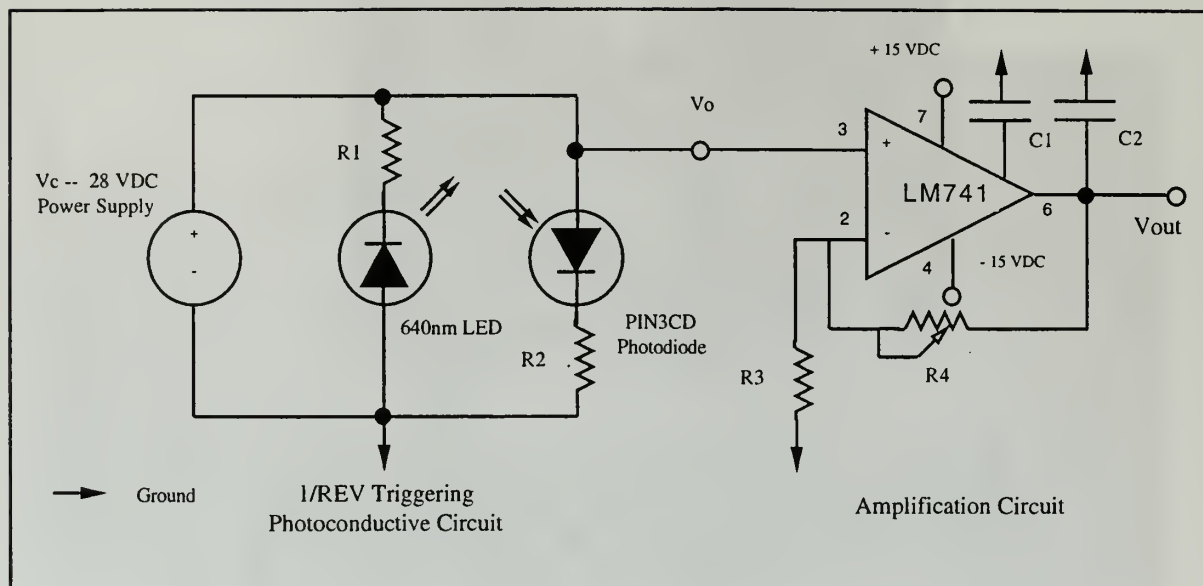 + 15 VDC
Vo
7
C1
C2
R1
3
+
Vc -- 28 VDC
Power Supply
LM741
6
Vout
2
-
+
-
4
- 15 VDC
640nm LED
PIN3CD
Photodiode
R2
R3
R4
Ground
1/REV Triggering
Photoconductive Circuit
Amplification Circuit